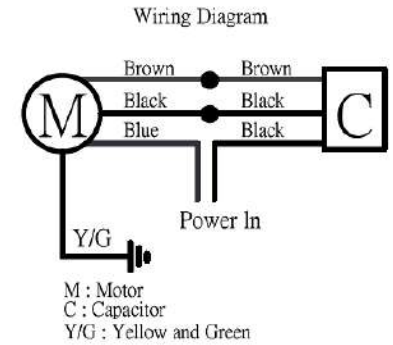 Wiring Diagram
Brown Brown
Black Black
M C
Blue Black
Power In
Y/G
M : Motor
C : Capacitor
Y/G : Yellow and Green